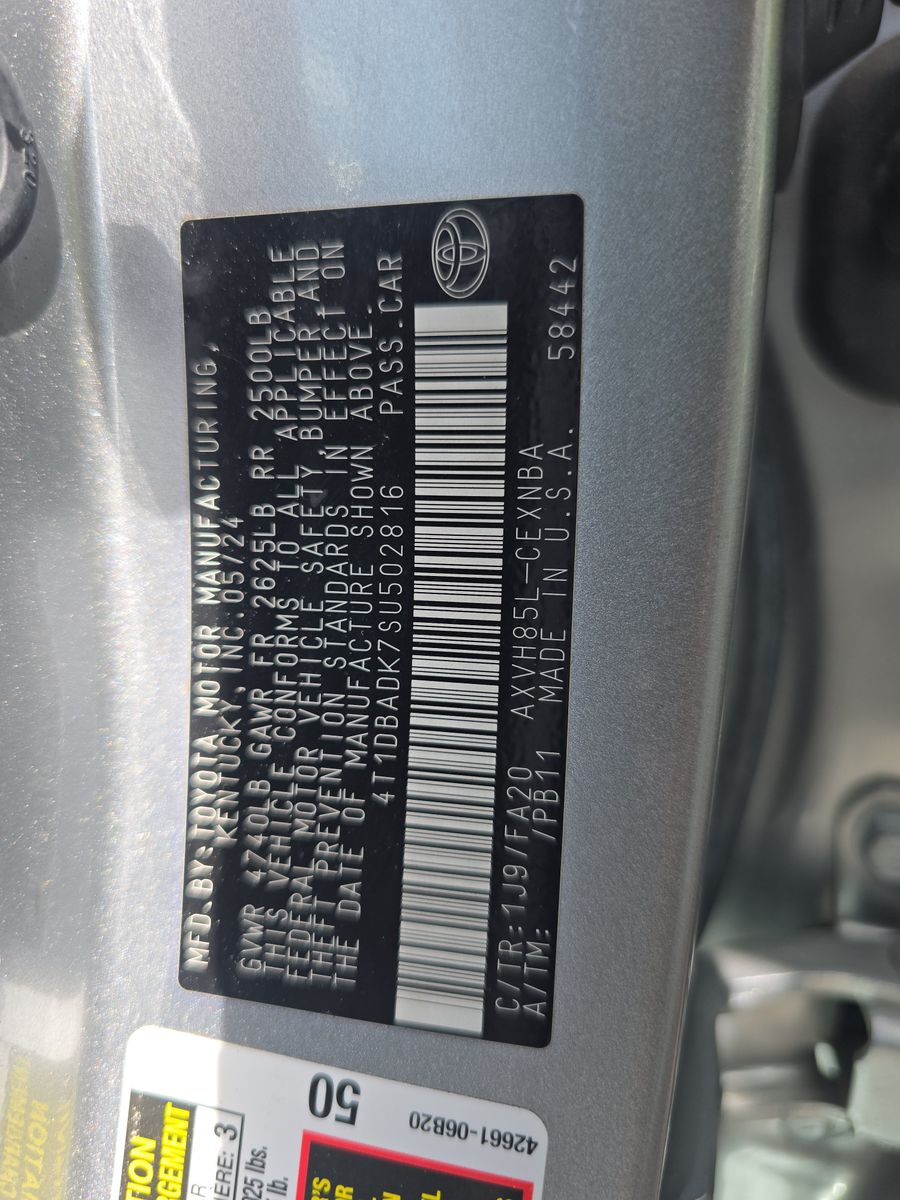 MFD.BY:TOYOTA MOTOR MANUFACTURING,
KENTUCKY, INC. 05/24
GVWR 4740LB GAWR FR 2625LB RR 2500LB
THIS VEHICLE CONFORMS TO ALL APPLICABLE
FEDERAL MOTOR VEHICLE SAFETY, BUMPER, AND
THEFT PREVENTION STANDARDS IN EFFECT ON
THE DATE OF MANUFACTURE SHOWN ABOVE.
4T1DBADK7SU502816 PASS.CAR
C/TR:1J9/FA20 AXVH85L-CEXNBA
A/TM: /PB11 MADE IN U.S.A. 58442
50
42661-06B20